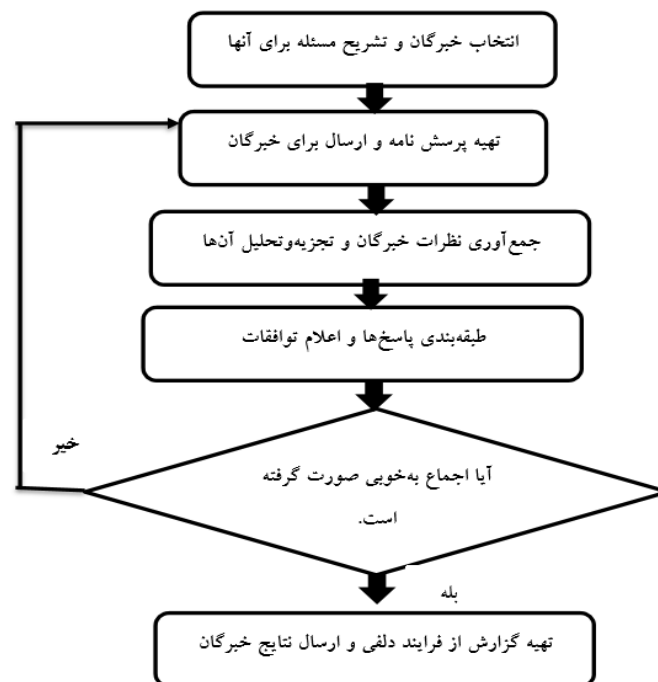 انتخاب خبرگان و تشریح مسئله برای آنها
تهیه پرسش نامه و ارسال برای خبرگان
جمع‌آوری نظرات خبرگان و تجزیه‌وتحلیل آن‌ها
طبقه‌بندی پاسخ‌ها و اعلام توافقات
خیر
آیا اجماع به‌خوبی صورت گرفته
است.
بله
تهیه گزارش از فرایند دلفی و ارسال نتایج خبرگان